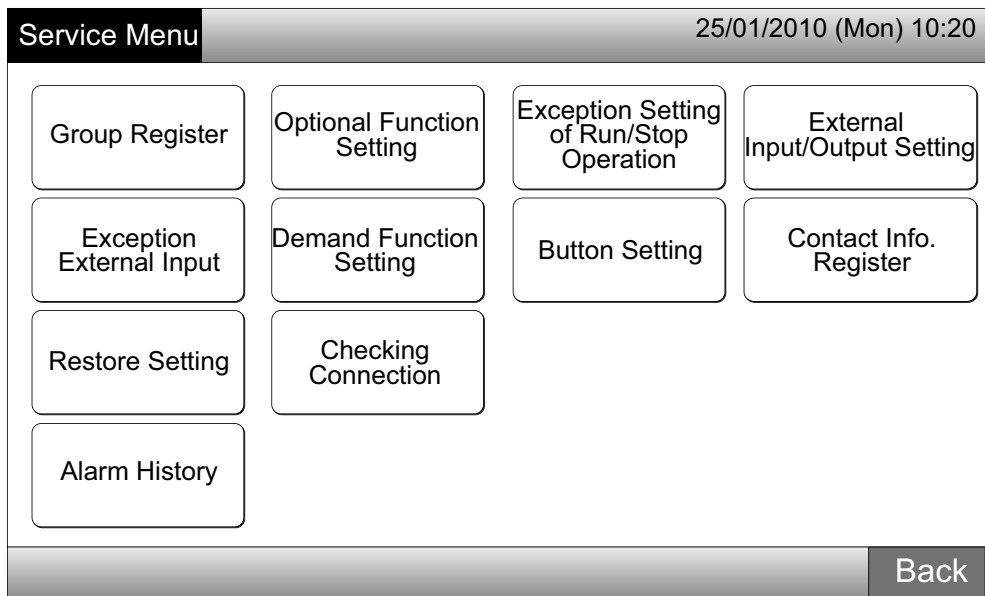 Service Menu
25/01/2010 (Mon) 10:20
Group Register
Optional Function
Setting
Exception Setting
of Run/Stop
Operation
External
Input/Output Setting
Exception
External Input
Demand Function
Setting
Button Setting
Contact Info.
Register
Restore Setting
Checking
Connection
Alarm History
Back